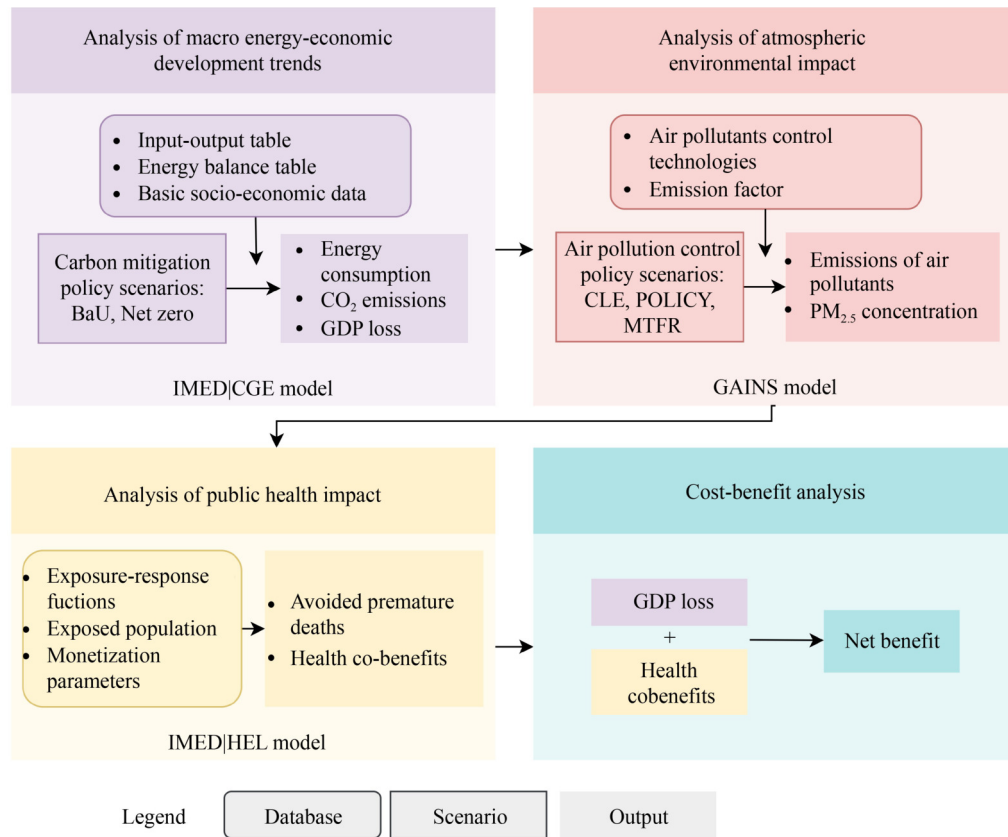 Analysis of macro energy-economic
development trends
• Input-output table
• Energy balance table
• Basic socio-economic data
Carbon mitigation
policy scenarios:
BaU, Net zero
• Energy
consumption
• CO₂ emissions
• GDP loss
IMED|CGE model
Analysis of atmospheric
environmental impact
• Air pollutants control
technologies
• Emission factor
Air pollution control
policy scenarios:
CLE, POLICY,
MTFR
• Emissions of air
pollutants
• PM₂.₅ concentration
GAINS model
Analysis of public health impact
• Exposure-response
fuctions
• Exposed population
• Monetization
parameters
• Avoided premature
deaths
• Health co-benefits
IMED|HEL model
Cost-benefit analysis
GDP loss
+
Health
cobenefits
Net benefit
Legend
Database
Scenario
Output